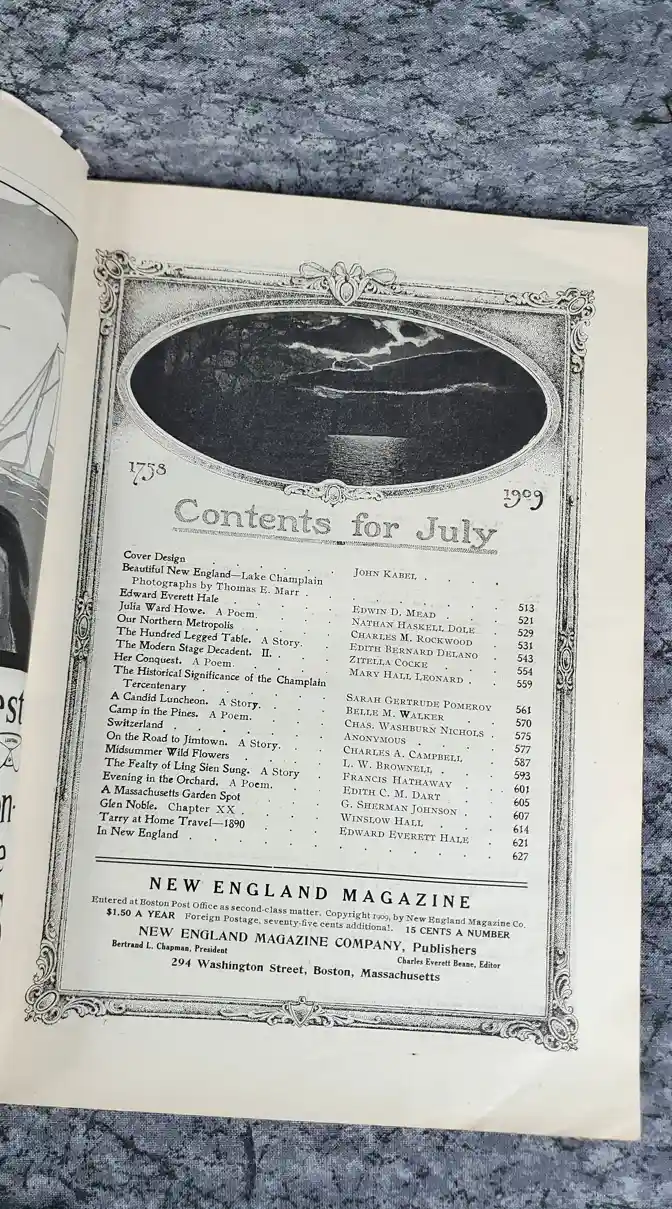 1758
1909
Contents for July
Cover Design . . . . . JOHN KABEL . . . .
Beautiful New England—Lake Champlain
Photographs by Thomas E. Marr . . . . . 513
Edward Everett Hale . . . . EDWIN D. MEAD . . 521
Julia Ward Howe. A Poem. . . NATHAN HASKELL DOLE . 529
Our Northern Metropolis . . . CHARLES M. ROCKWOOD . 531
The Hundred Legged Table. A Story. . EDITH BERNARD DELANO . 543
The Modern Stage Decadent. II. . . ZITELLA COCKE . . 554
Her Conquest. A Poem . . . MARY HALL LEONARD . . 559
The Historical Significance of the Champlain
Tercentenary . . . . SARAH GERTRUDE POMEROY 561
A Candid Luncheon. A Story. . . BELLE M. WALKER . . 570
Camp in the Pines. A Poem. . . CHAS. WASHBURN NICHOLS . 575
Switzerland . . . . . ANONYMOUS . . . 577
On the Road to Jimtown. A Story. . . CHARLES A. CAMPBELL . 587
Midsummer Wild Flowers . . . L. W. BROWNELL . . 593
The Fealty of Ling Sien Sung. A Story . FRANCIS HATHAWAY . . 601
Evening in the Orchard. A Poem. . . EDITH C. M. DART . . 605
A Massachusetts Garden Spot . . . G. SHERMAN JOHNSON . . 607
Glen Noble. Chapter XX . . . . WINSLOW HALL . . 614
Tarry at Home Travel—1890 . . . EDWARD EVERETT HALE . 621
In New England . . . . . . . 627
NEW ENGLAND MAGAZINE
Entered at Boston Post Office as second-class matter. Copyright 1909, by New England Magazine Co.
$1.50 A YEAR Foreign Postage, seventy-five cents additional. 15 CENTS A NUMBER
NEW ENGLAND MAGAZINE COMPANY, Publishers
Bertrand L. Chapman, President Charles Everett Beane, Editor
294 Washington Street, Boston, Massachusetts